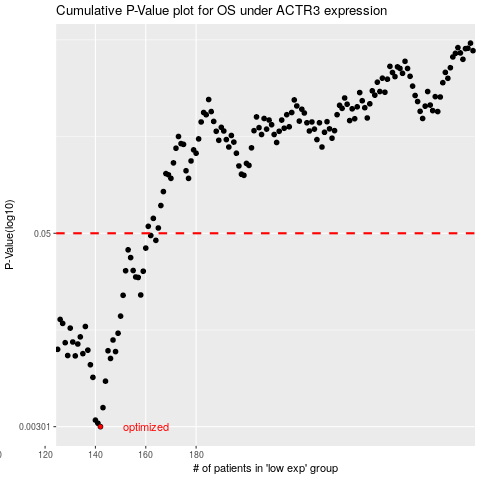 Cumulative P-Value plot for OS under ACTR3 expression
P-Value(log10)
0.05
0.00301
optimized
0 120 140 160 180
# of patients in 'low exp' group